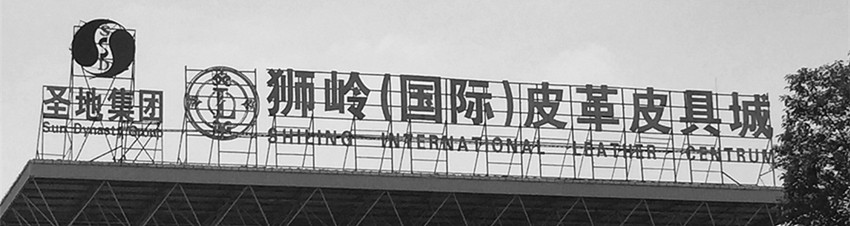 圣地集团
Sun Dynasty Group
狮岭(国际)皮革皮具城
SHILING INTERNATIONAL LEATHER CENTRUM